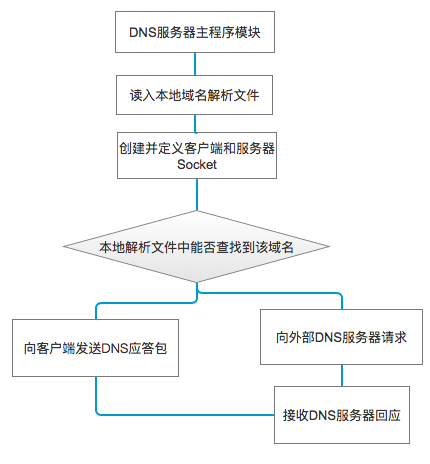 DNS服务器主程序模块
读入本地域名解析文件
创建并定义客户端和服务器
Socket
本地解析文件中能否查找到该域名
向客户端发送DNS应答包
向外部DNS服务器请求
接收DNS服务器回应